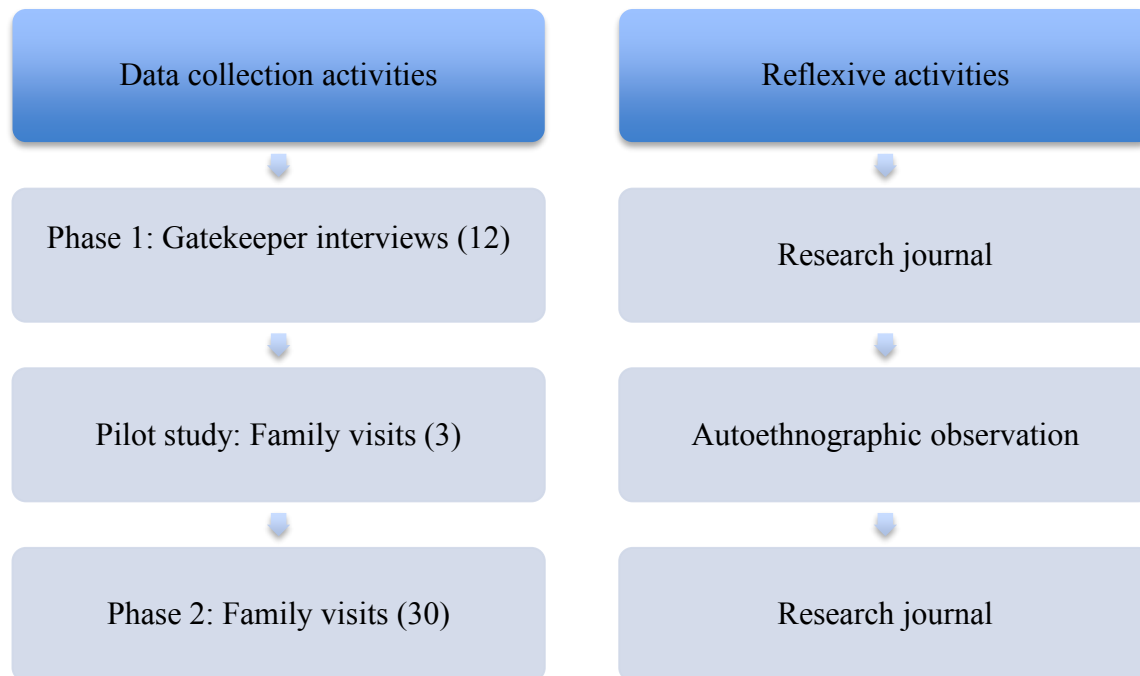 Data collection activities
Reflexive activities
Phase 1: Gatekeeper interviews (12)
Research journal
Pilot study: Family visits (3)
Autoethnographic observation
Phase 2: Family visits (30)
Research journal